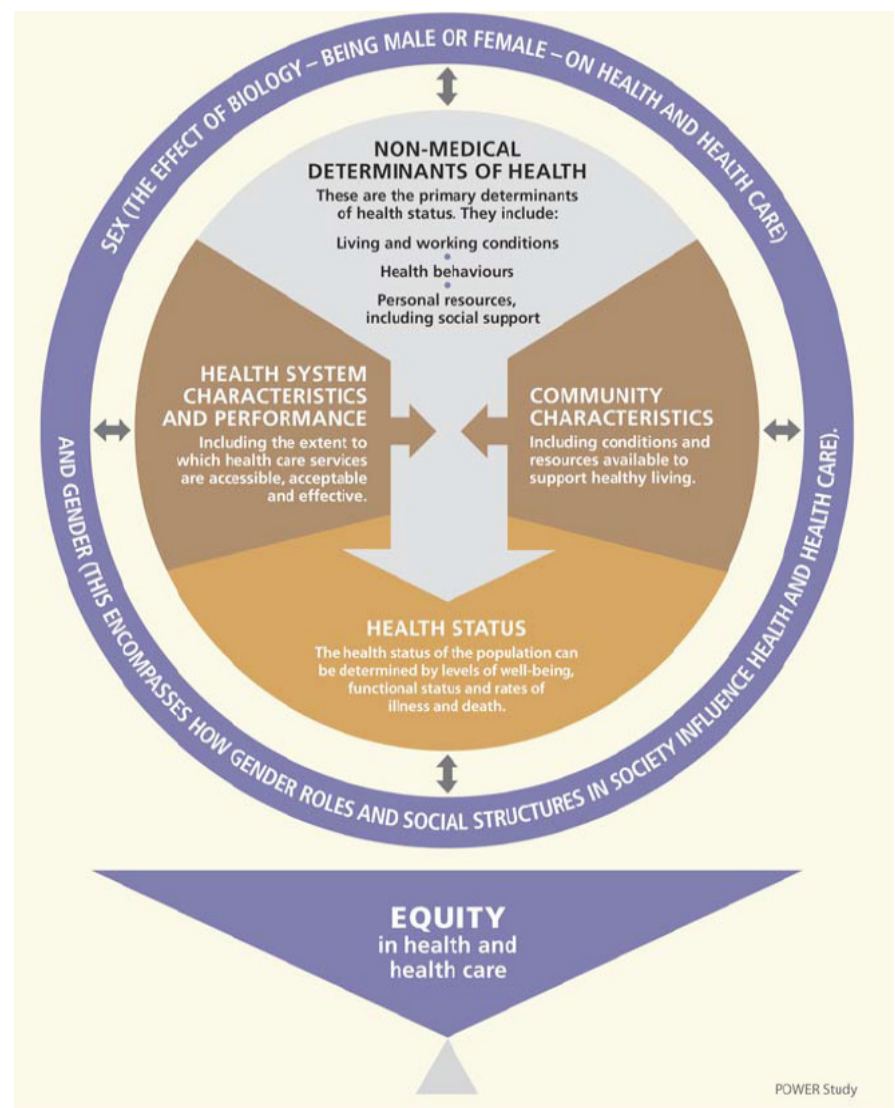 SEX (THE EFFECT OF BIOLOGY – BEING MALE OR FEMALE – ON HEALTH AND HEALTH CARE)
AND GENDER (THIS ENCOMPASSES HOW GENDER ROLES AND SOCIAL STRUCTURES IN SOCIETY INFLUENCE HEALTH AND HEALTH CARE).
NON-MEDICAL
DETERMINANTS OF HEALTH
These are the primary determinants
of health status. They include:
Living and working conditions
•
Health behaviours
•
Personal resources,
including social support
HEALTH SYSTEM
CHARACTERISTICS
AND PERFORMANCE
Including the extent to
which health care services
are accessible, acceptable
and effective.
COMMUNITY
CHARACTERISTICS
Including conditions and
resources available to
support healthy living.
HEALTH STATUS
The health status of the population can
be determined by levels of well-being,
functional status and rates of
illness and death.
EQUITY
in health and
health care
POWER Study